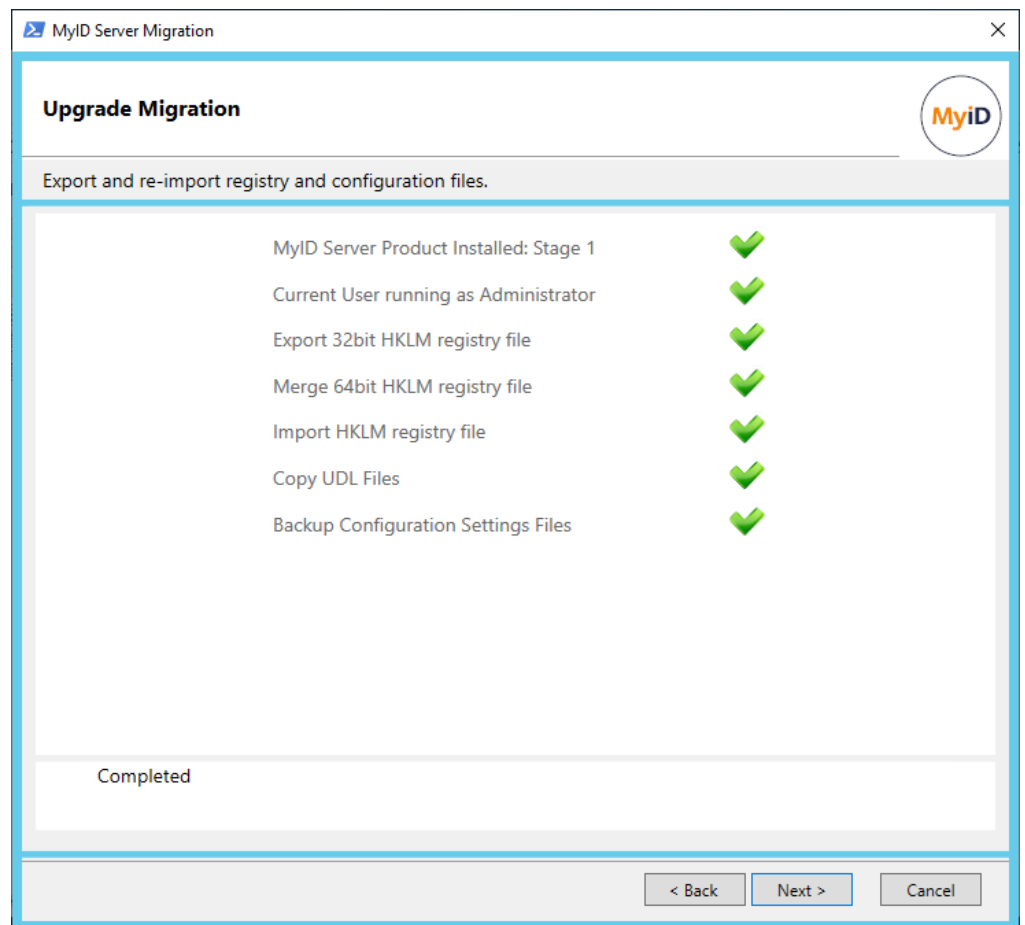 MyID Server Migration
Upgrade Migration
MyiD
Export and re-import registry and configuration files.
MyID Server Product Installed: Stage 1
Current User running as Administrator
Export 32bit HKLM registry file
Merge 64bit HKLM registry file
Import HKLM registry file
Copy UDL Files
Backup Configuration Settings Files
Completed
< Back Next > Cancel